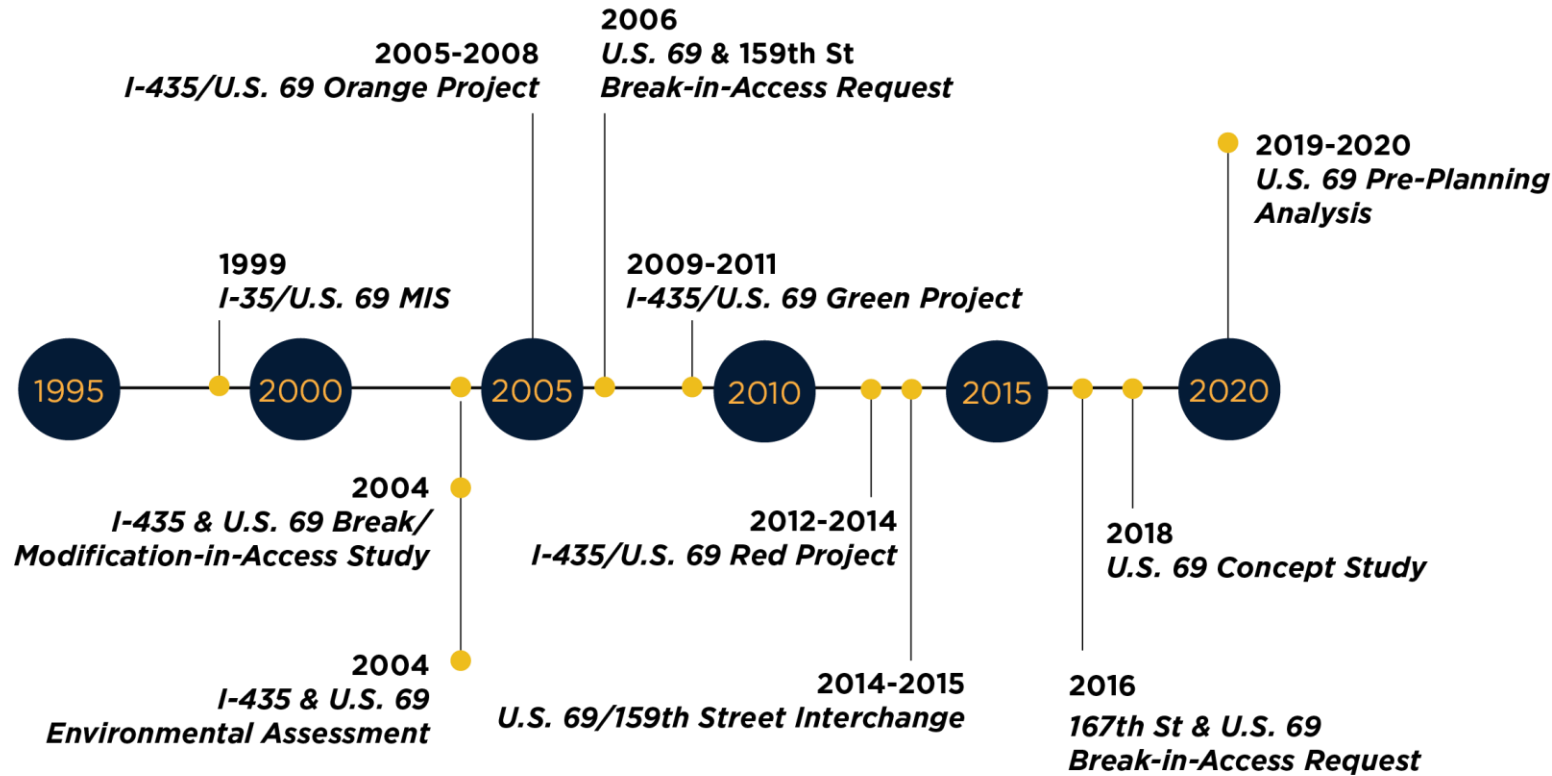 2005-2008
I-435/U.S. 69 Orange Project
2006
U.S. 69 & 159th St
Break-in-Access Request
2019-2020
U.S. 69 Pre-Planning
Analysis
1999
I-35/U.S. 69 MIS
2009-2011
I-435/U.S. 69 Green Project
1995
2000
2005
2010
2015
2020
2004
I-435 & U.S. 69 Break/
Modification-in-Access Study
2012-2014
I-435/U.S. 69 Red Project
2018
U.S. 69 Concept Study
2004
I-435 & U.S. 69
Environmental Assessment
2014-2015
U.S. 69/159th Street Interchange
2016
167th St & U.S. 69
Break-in-Access Request